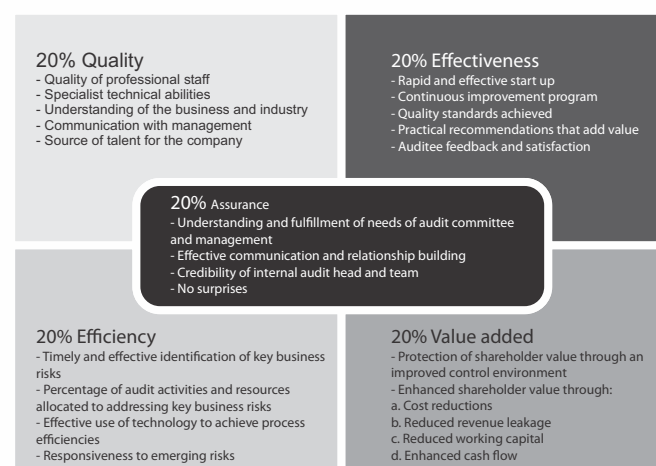 20% Quality
- Quality of professional staff
- Specialist technical abilities
- Understanding of the business and industry
- Communication with management
- Source of talent for the company
20% Effectiveness
- Rapid and effective start up
- Continuous improvement program
- Quality standards achieved
- Practical recommendations that add value
- Auditee feedback and satisfaction
20% Assurance
- Understanding and fulfillment of needs of audit committee
and management
- Effective communication and relationship building
- Credibility of internal audit head and team
- No surprises
20% Efficiency
- Timely and effective identification of key business
risks
- Percentage of audit activities and resources
allocated to addressing key business risks
- Effective use of technology to achieve process
efficiencies
- Responsiveness to emerging risks
20% Value added
- Protection of shareholder value through an
improved control environment
- Enhanced shareholder value through:
a. Cost reductions
b. Reduced revenue leakage
c. Reduced working capital
d. Enhanced cash flow